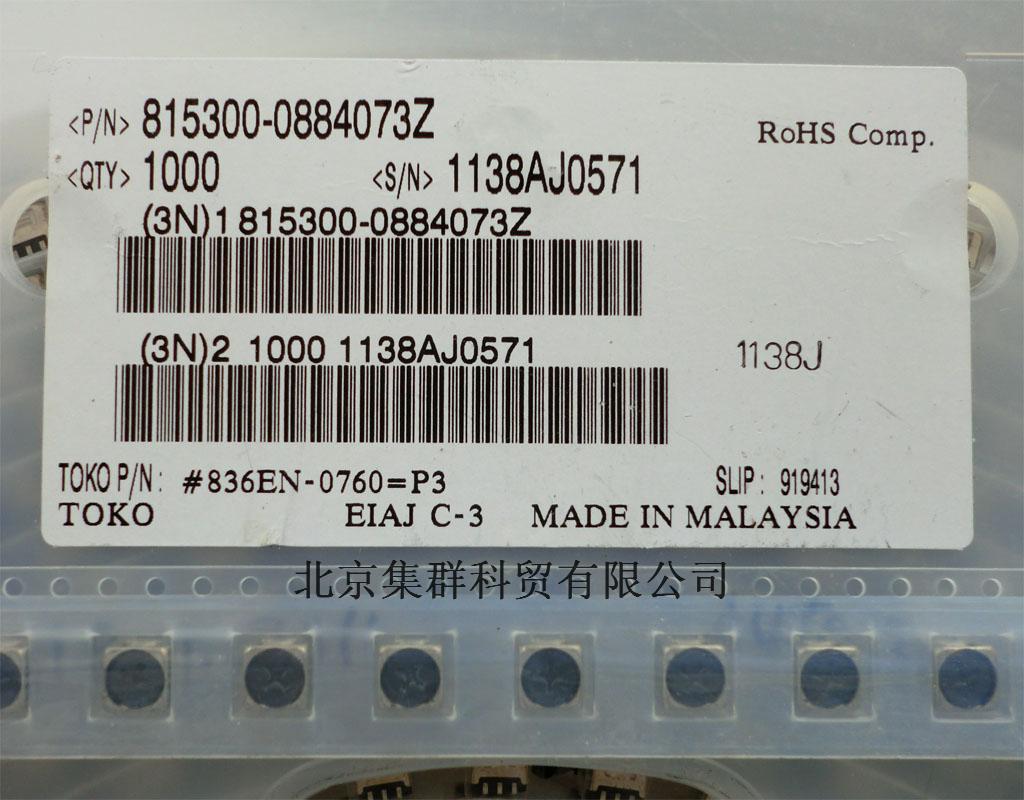 <P/N> 815300-0884073Z
RoHS Comp.
<QTY> 1000 <S/N> 1138AJ0571
(3N)1 815300-0884073Z
(3N)2 1000 1138AJ0571
1138J
TOKO P/N: #836EN-0760=P3 SLIP: 919413
TOKO EIAJ C-3 MADE IN MALAYSIA
北京集群科贸有限公司